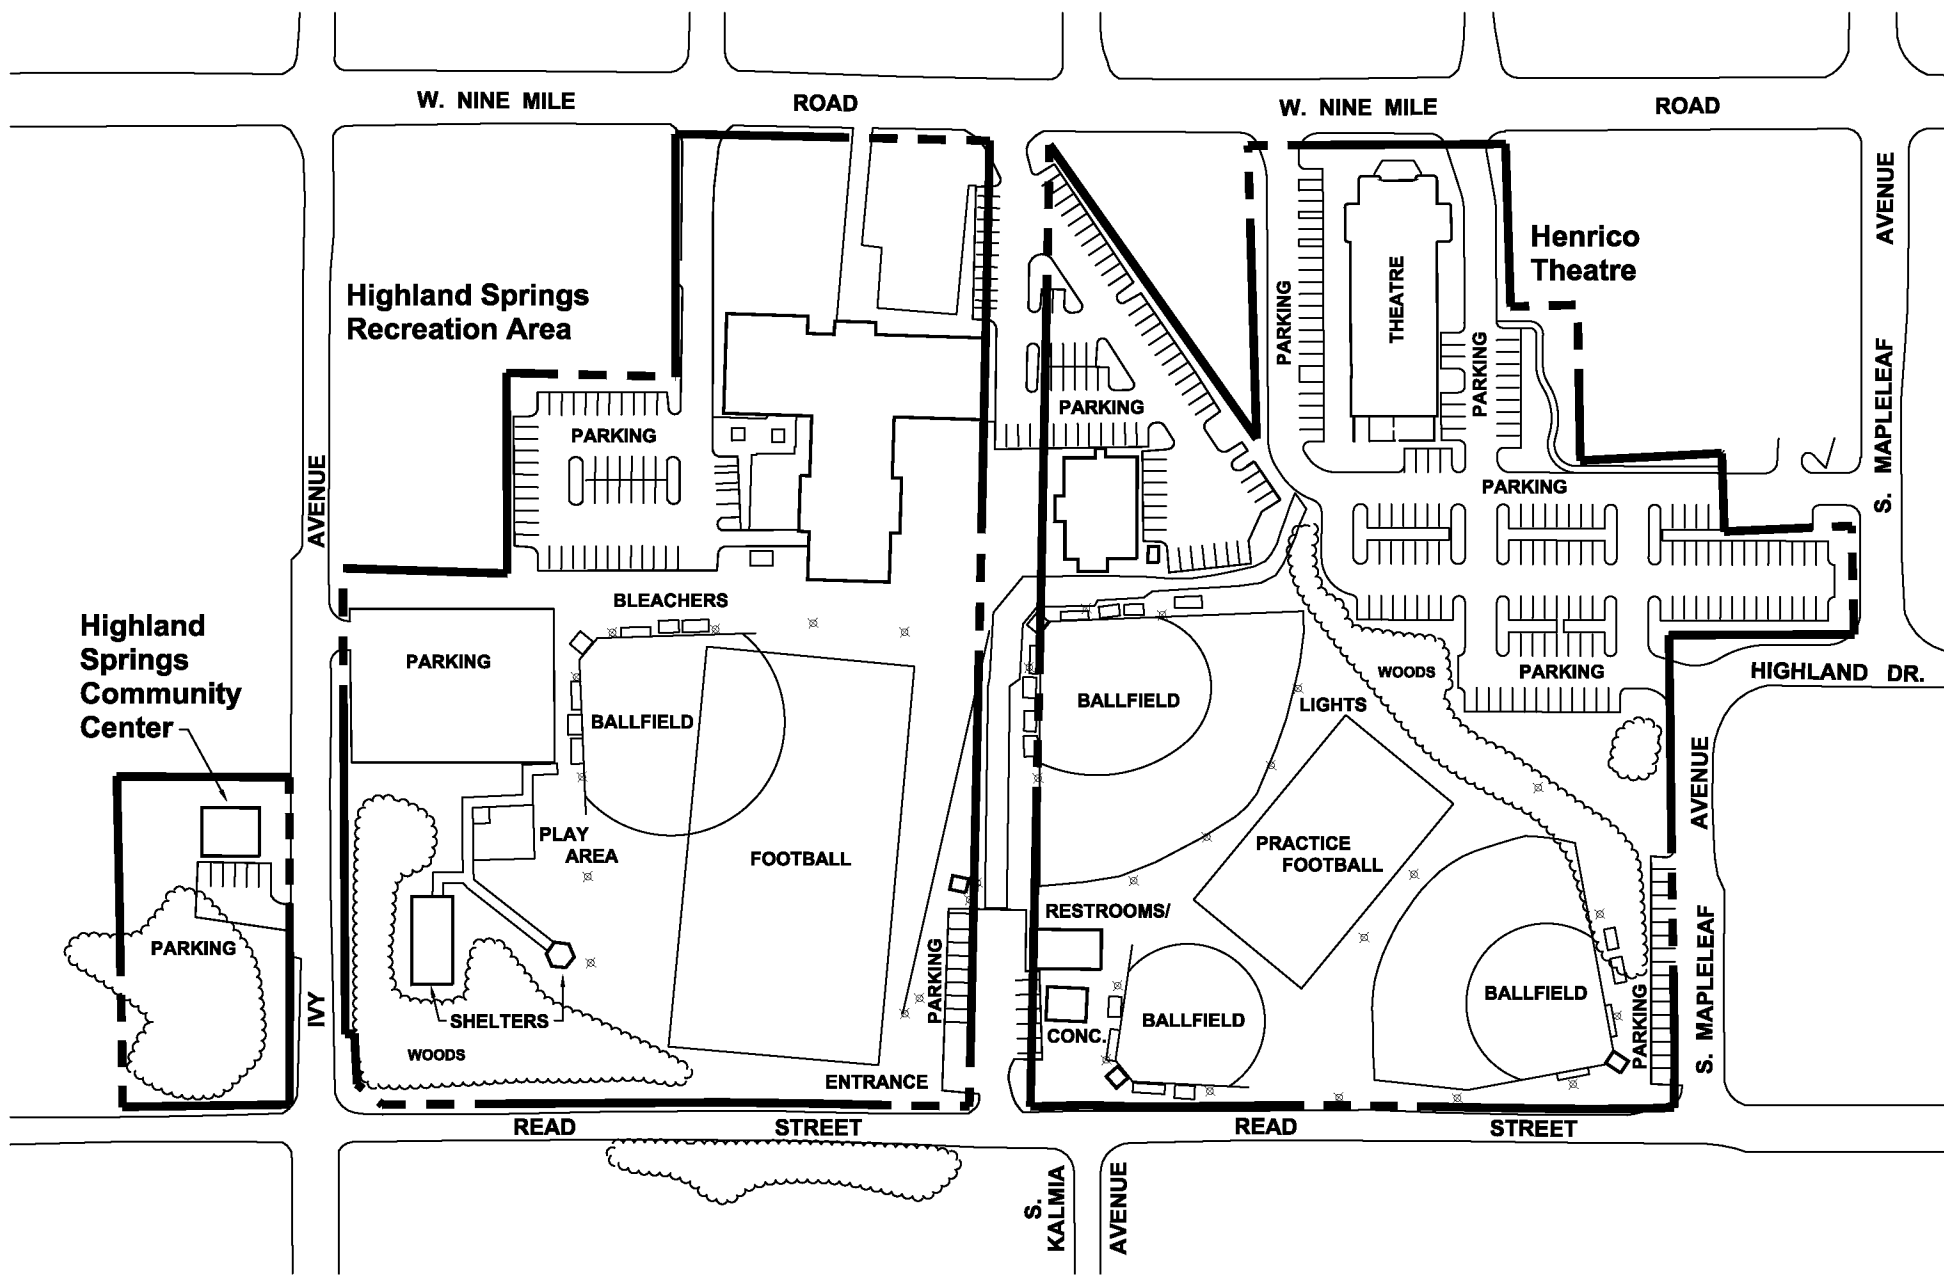 W. NINE MILE ROAD
W. NINE MILE ROAD
AVENUE
S. MAPLELEAF
Henrico
Theatre
THEATRE
PARKING
PARKING
Highland Springs
Recreation Area
PARKING
PARKING
PARKING
AVENUE
IVY
BLEACHERS
Highland
Springs
Community
Center
PARKING
BALLFIELD
BALLFIELD
WOODS
PARKING
HIGHLAND DR.
LIGHTS
AVENUE
S. MAPLELEAF
PLAY
AREA
FOOTBALL
PRACTICE
FOOTBALL
RESTROOMS/
PARKING
PARKING
BALLFIELD
BALLFIELD
PARKING
SHELTERS
CONC.
WOODS
ENTRANCE
READ STREET
READ STREET
S.
KALMIA
AVENUE